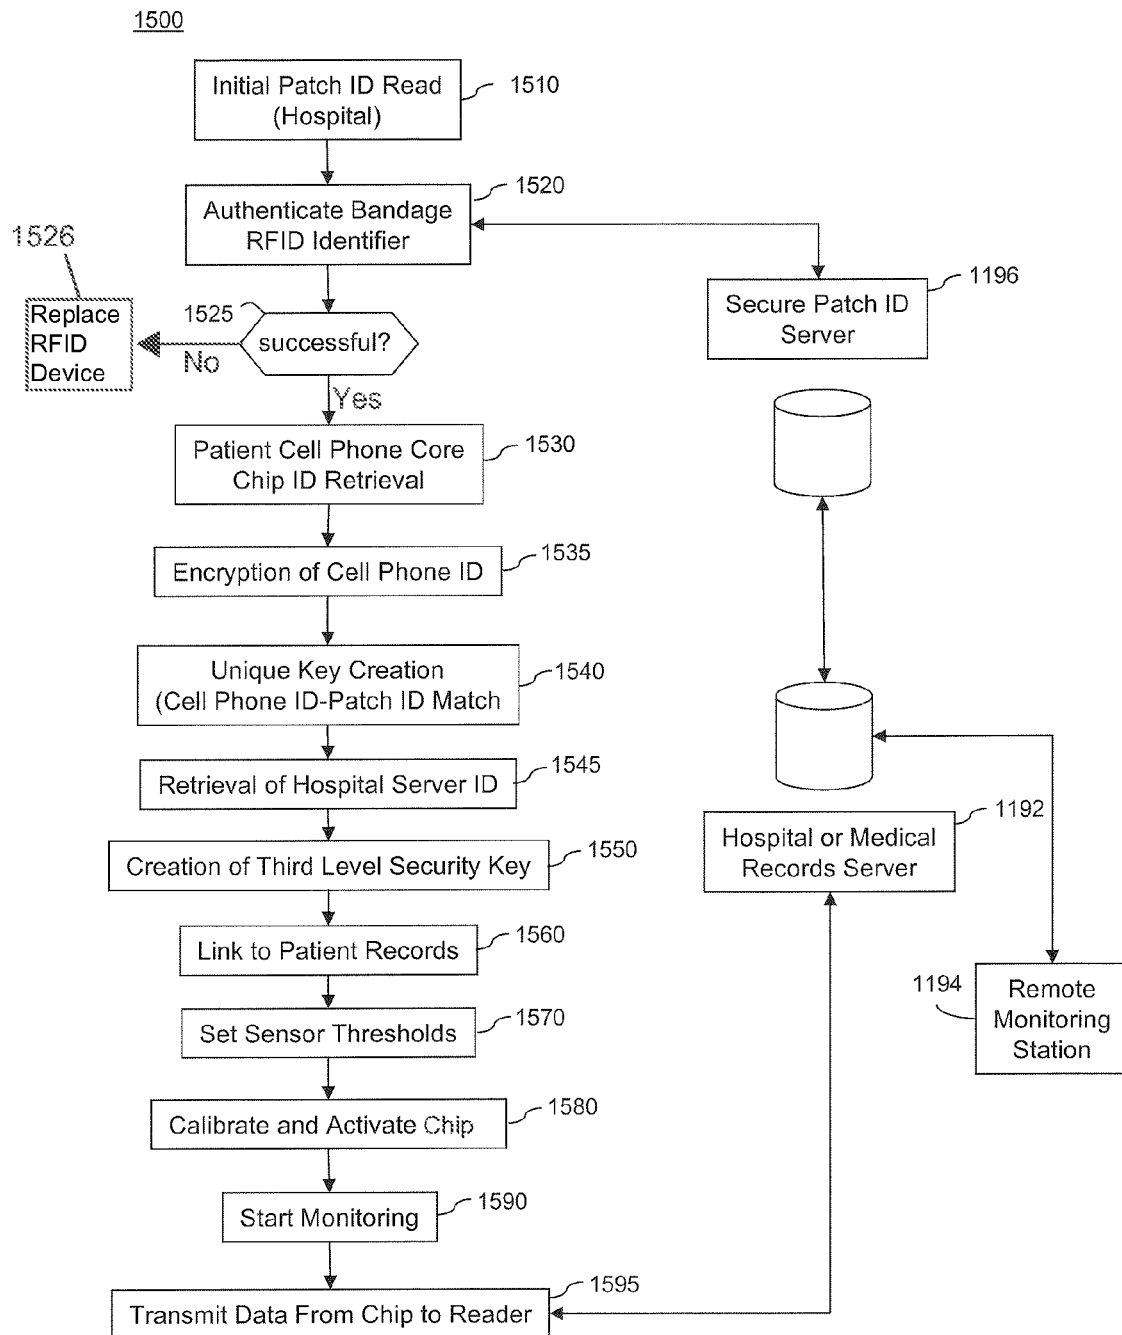 1500
Initial Patch ID Read
(Hospital)
1510
Authenticate Bandage
RFID Identifier
1520
1526
Replace
RFID
Device
1525
successful?
No
Yes
Secure Patch ID
Server
1196
Patient Cell Phone Core
Chip ID Retrieval
1530
Encryption of Cell Phone ID
1535
Unique Key Creation
(Cell Phone ID-Patch ID Match
1540
Retrieval of Hospital Server ID
1545
Creation of Third Level Security Key
1550
Hospital or Medical
Records Server
1192
Link to Patient Records
1560
Set Sensor Thresholds
1570
1194
Remote
Monitoring
Station
Calibrate and Activate Chip
1580
Start Monitoring
1590
Transmit Data From Chip to Reader
1595